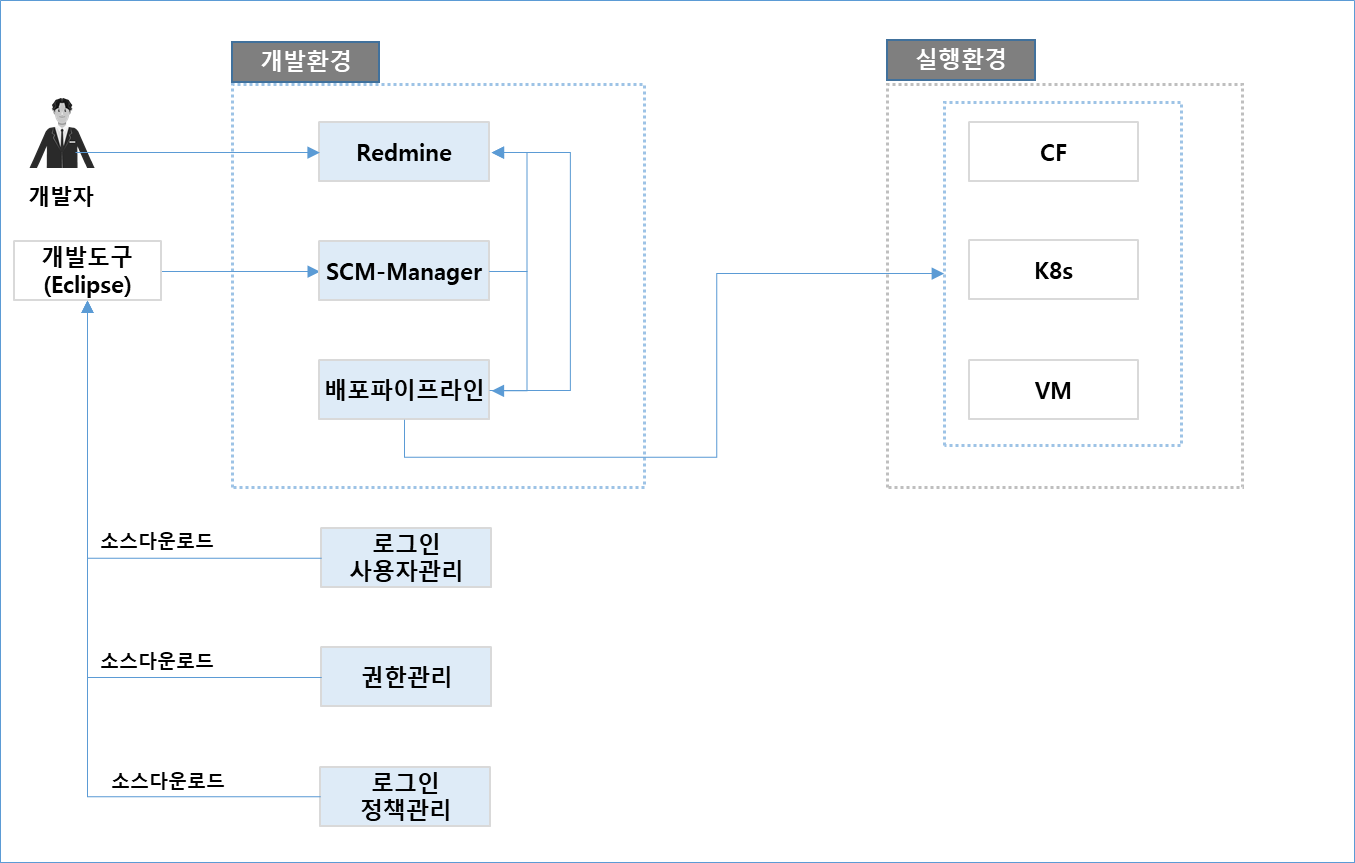 개발환경
실행환경
개발자
Redmine
CF
개발도구
(Eclipse)
SCM-Manager
K8s
배포파이프라인
VM
소스다운로드
로그인
사용자관리
소스다운로드
권한관리
소스다운로드
로그인
정책관리